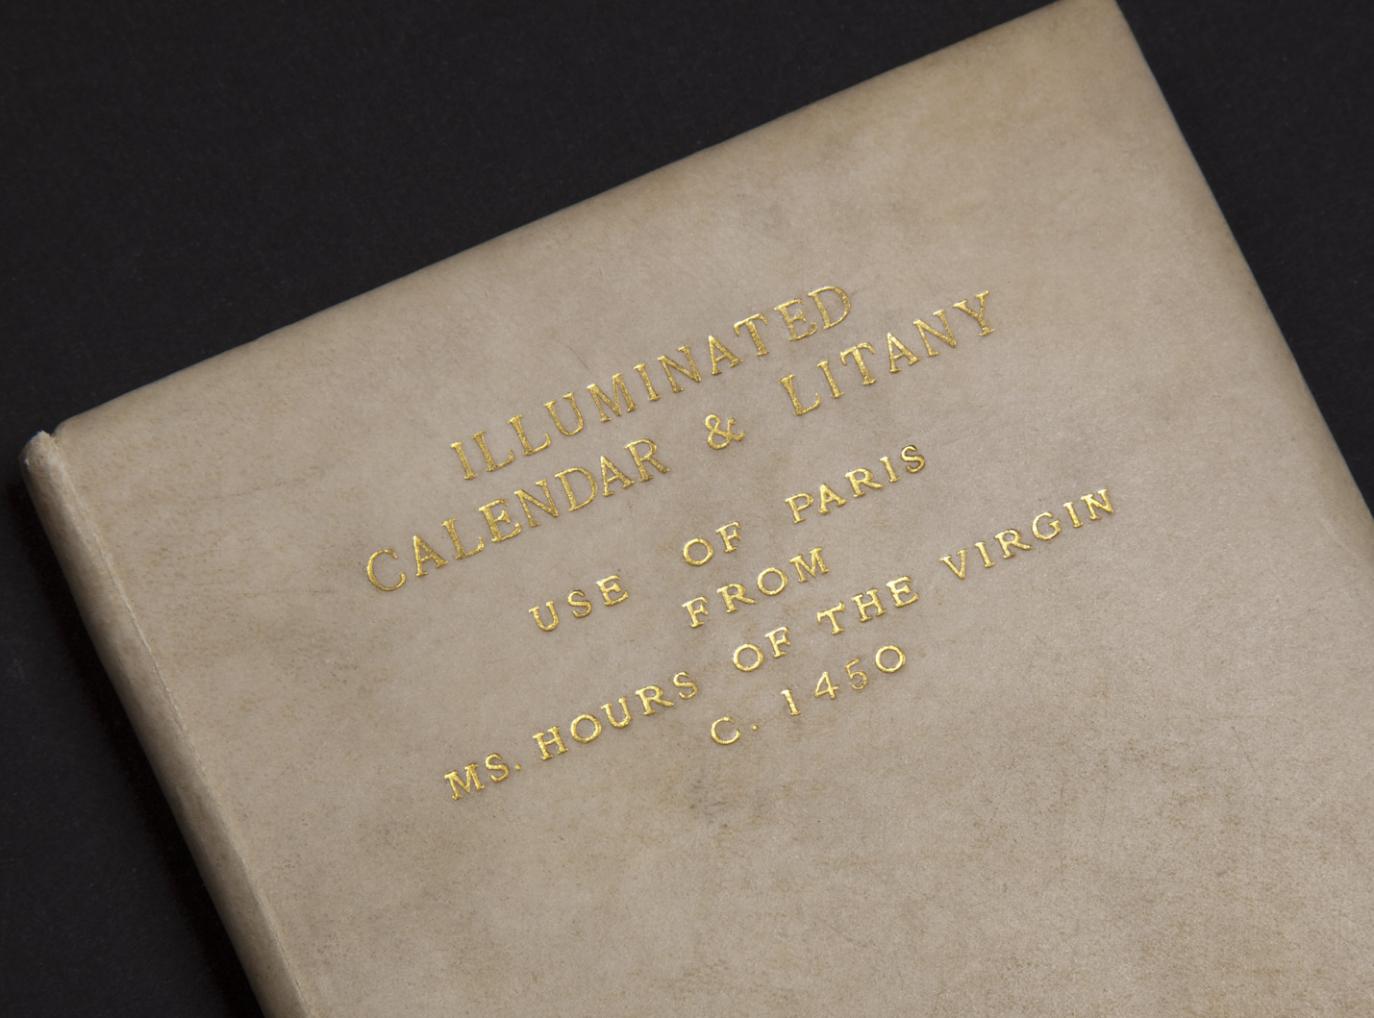 ILLUMINATED
CALENDAR & LITANY
USE OF PARIS
FROM
MS. HOURS OF THE VIRGIN
C. 1450